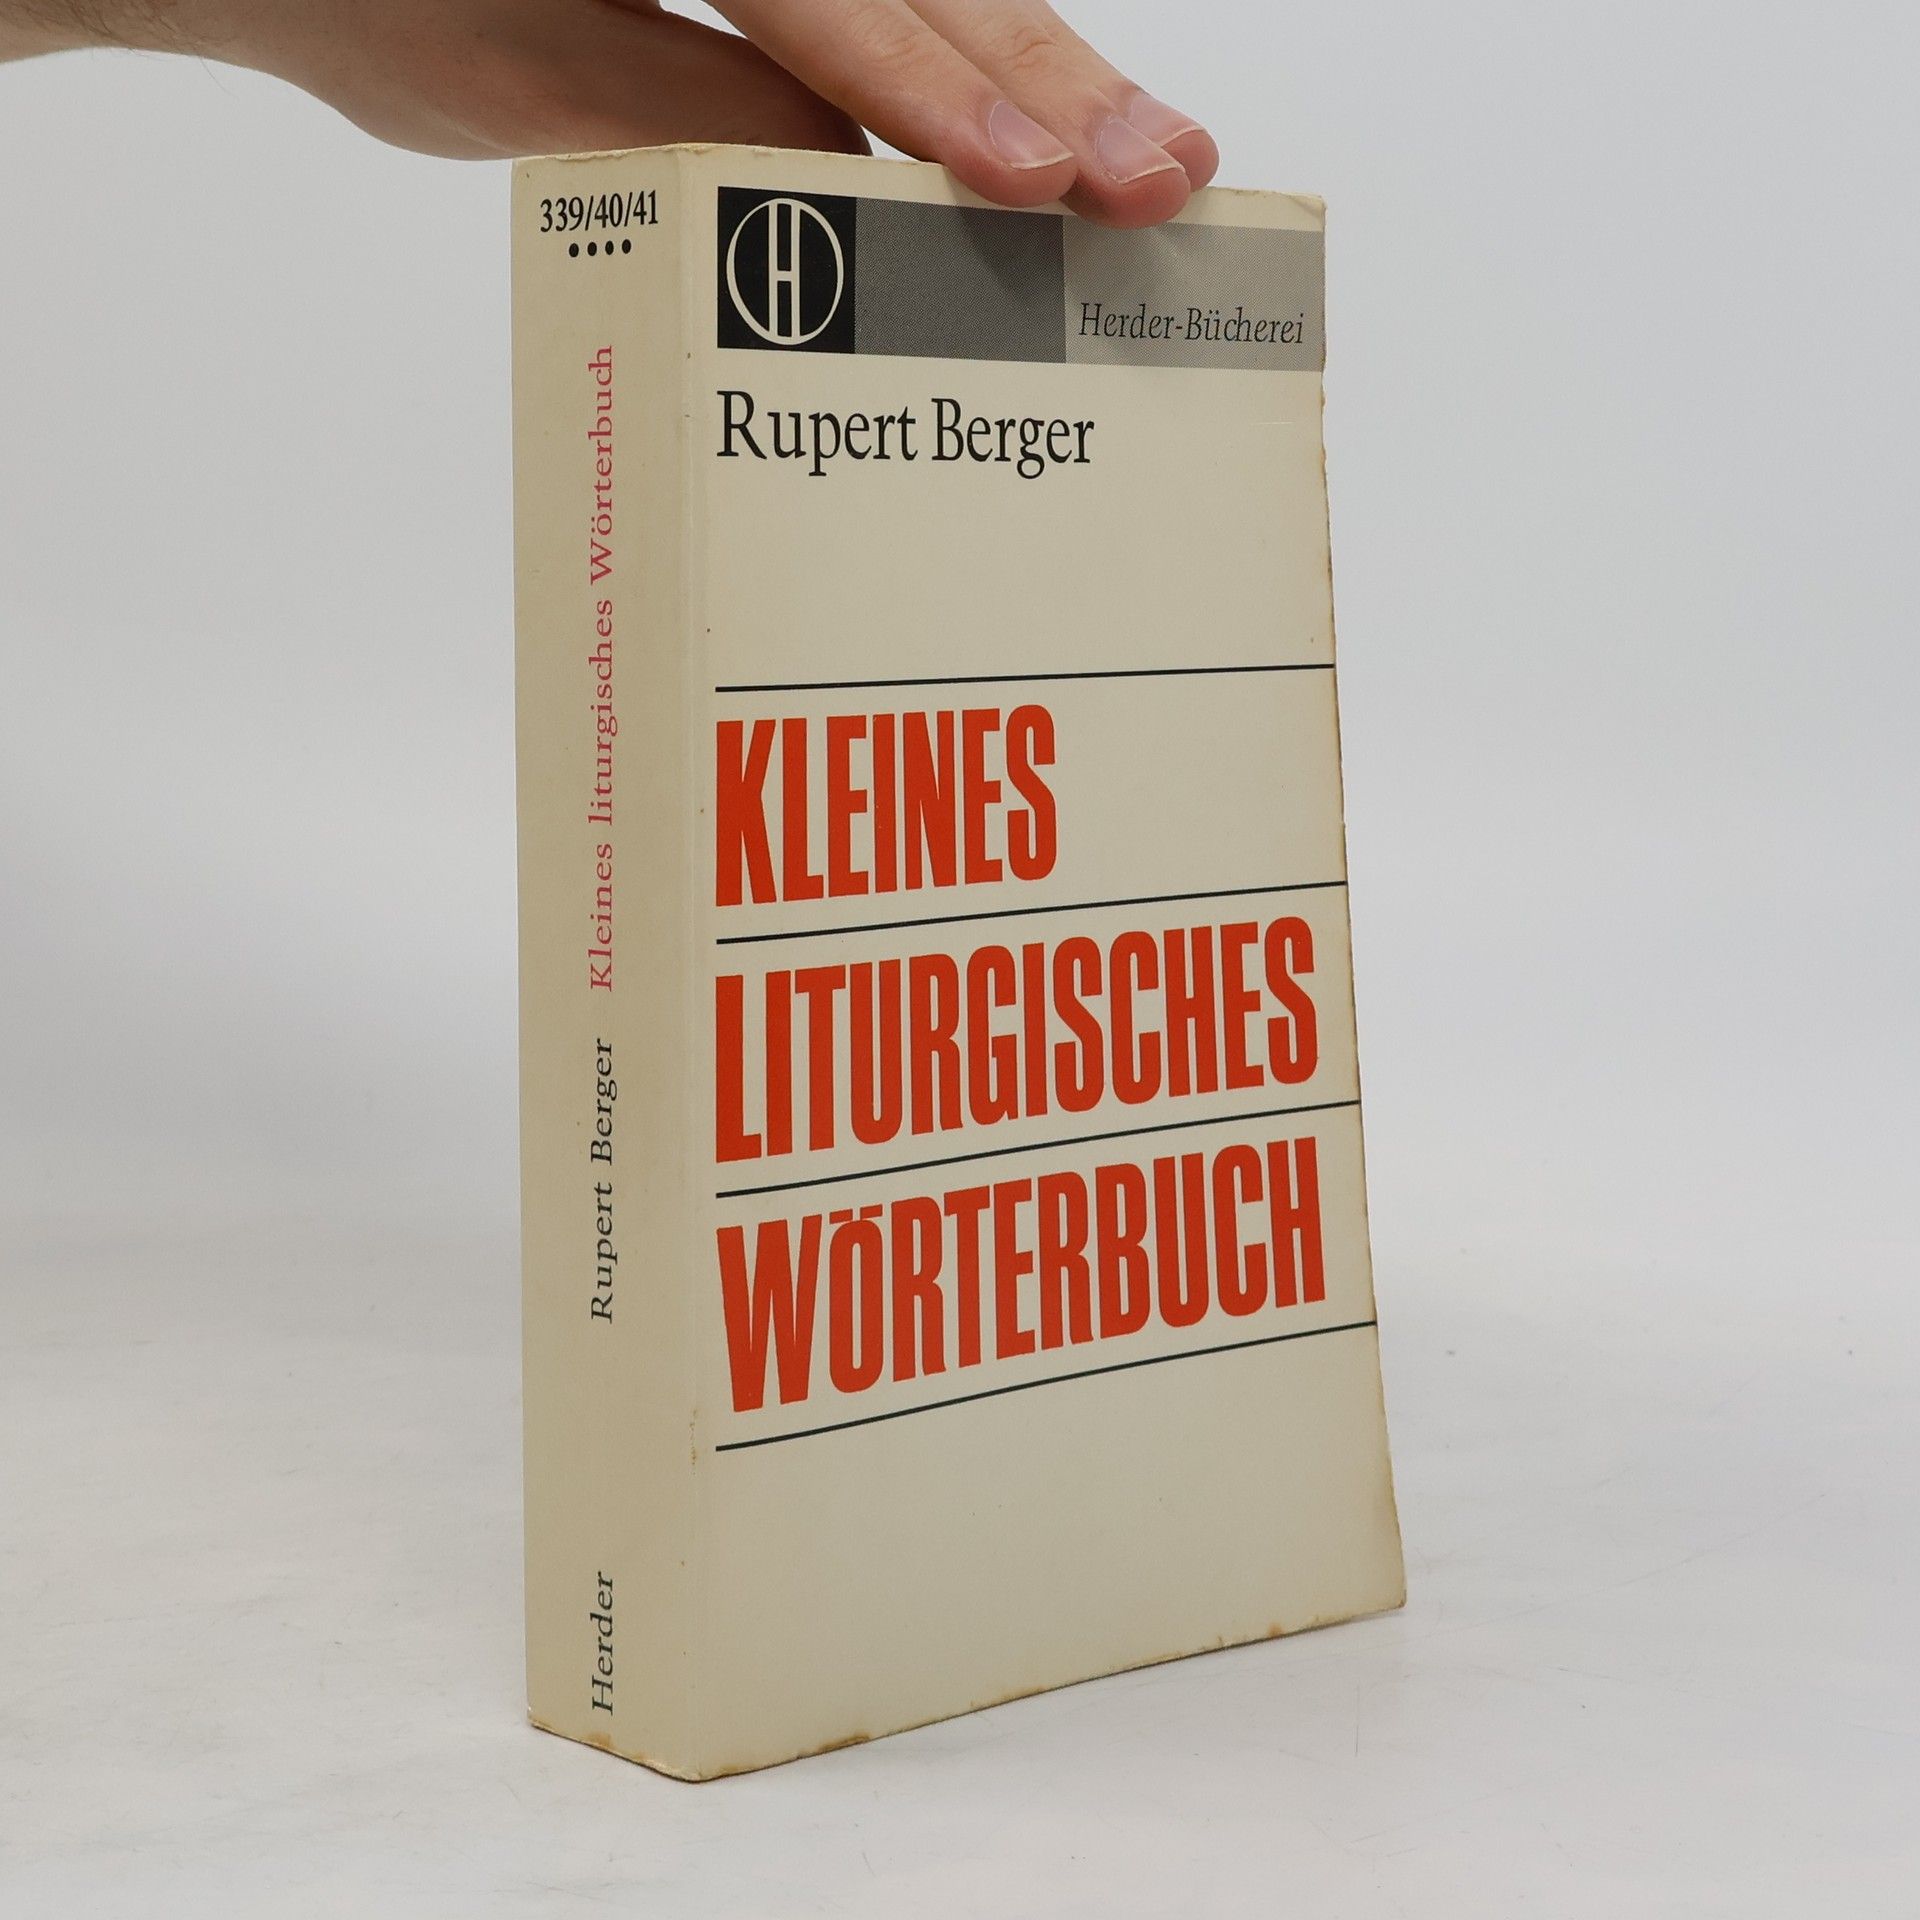 339/40/41
••••
Kleines liturgisches Wörterbuch
Rupert Berger
Herder
H
Herder-Bücherei
Rupert Berger
KLEINES
LITURGISCHES
WÖRTERBUCH